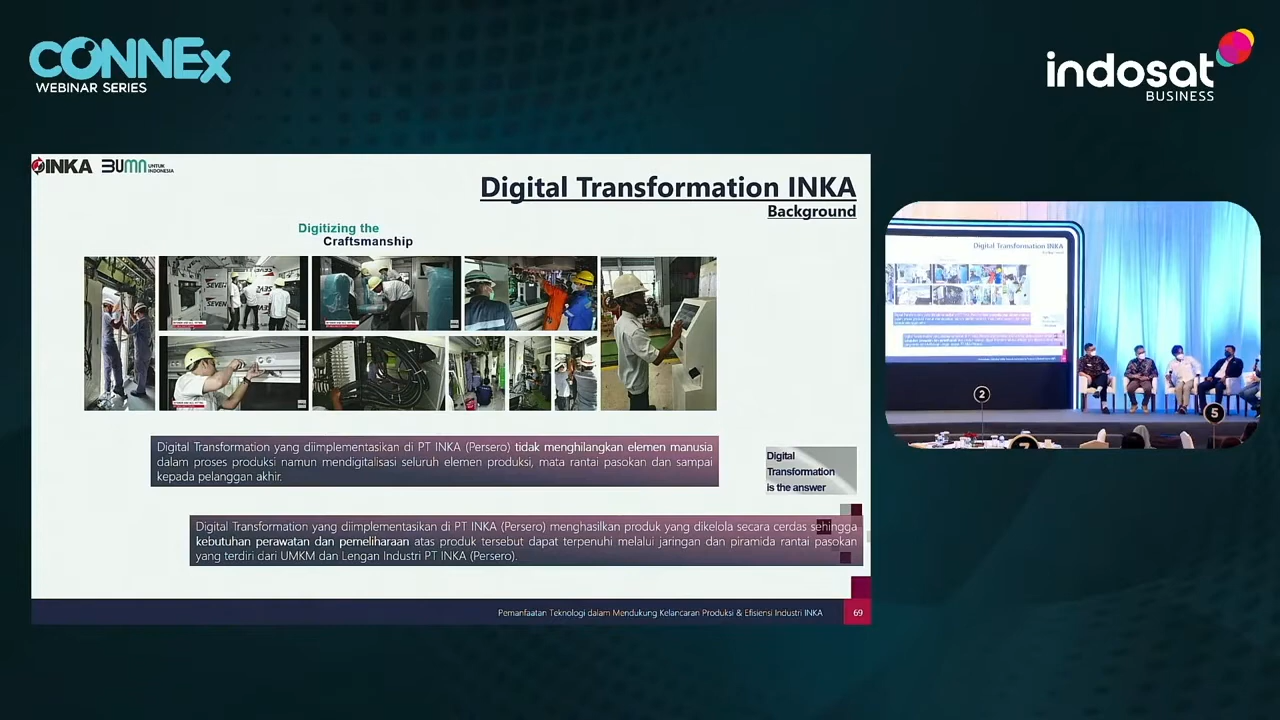 CONNEx
WEBINAR SERIES
indosat
BUSINESS
INKA BUMN UNTUK
INDONESIA
Digital Transformation INKA
Background
Digitizing the
Craftsmanship
Digital Transformation yang diimplementasikan di PT INKA (Persero) tidak menghilangkan elemen manusia
dalam proses produksi namun mendigitalisasi seluruh elemen produksi, mata rantai pasokan dan sampai
kepada pelanggan akhir.
Digital
Transformation
is the answer
Digital Transformation yang diimplementasikan di PT INKA (Persero) menghasilkan produk yang dikelola secara cerdas sehingga
kebutuhan perawatan dan pemeliharaan atas produk tersebut dapat terpenuhi melalui jaringan dan piramida rantai pasokan
yang terdiri dari UMKM dan Lengan Industri PT INKA (Persero).
Pemanfaatan Teknologi dalam Mendukung Kelancaran Produksi & Efisiensi Industri INKA 69
Digital Transformation INKA
2
5
7